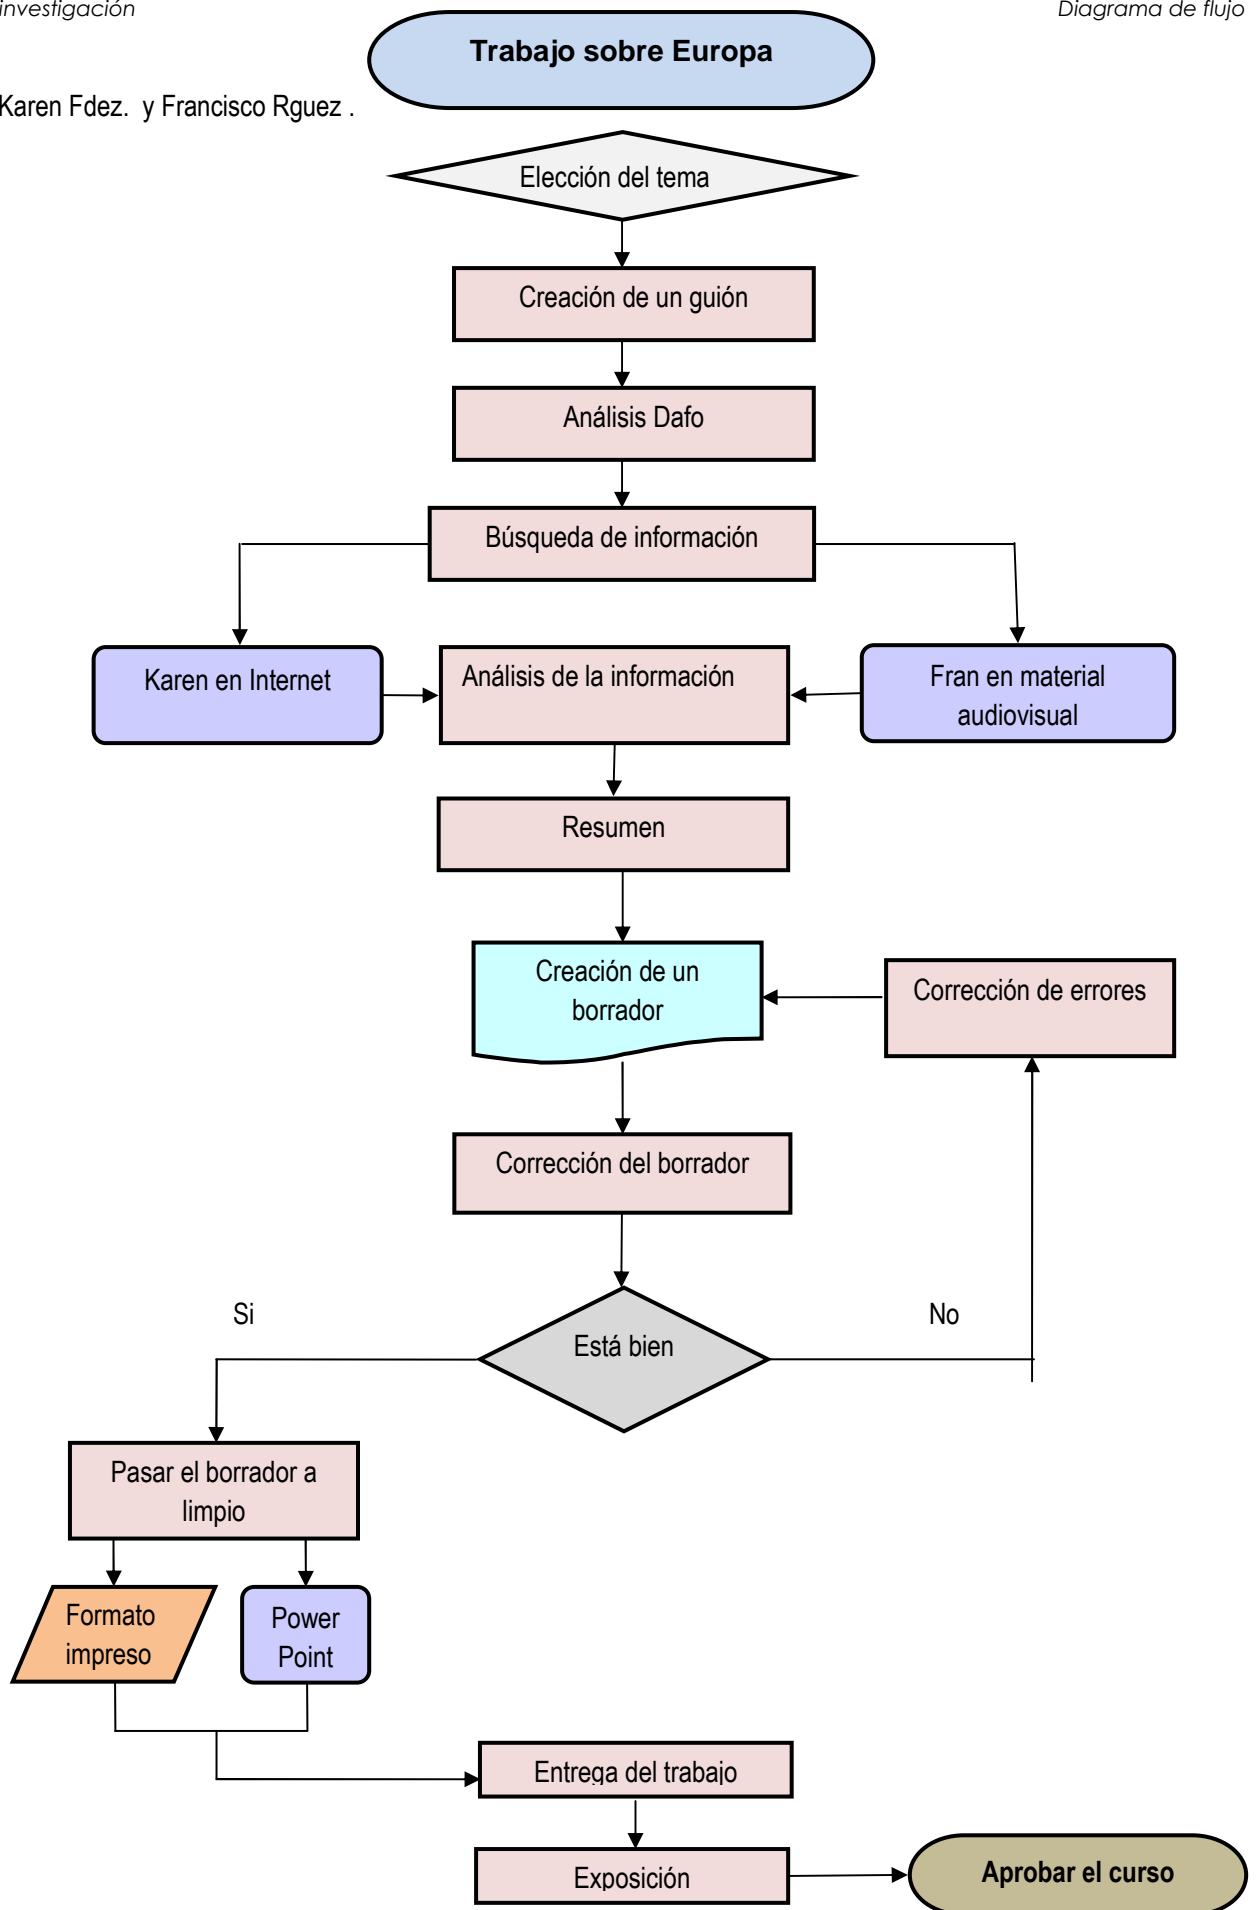 investigación
Diagrama de flujo
Trabajo sobre Europa
Karen Fdez. y Francisco Rguez .
Elección del tema
Creación de un guión
Análisis Dafo
Búsqueda de información
Karen en Internet
Análisis de la información
Fran en material
audiovisual
Resumen
Creación de un
borrador
Corrección de errores
Corrección del borrador
Si
No
Está bien
Pasar el borrador a
limpio
Formato
impreso
Power
Point
Entrega del trabajo
Exposición
Aprobar el curso